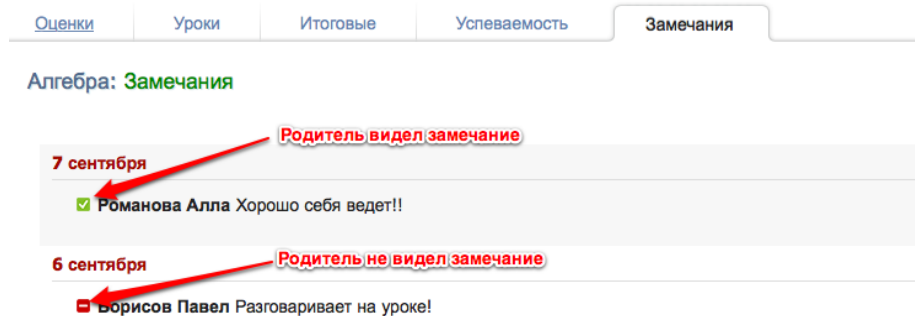 Оценки Уроки Итоговые Успеваемость Замечания
Алгебра: Замечания
Родитель видел замечание
7 сентября
Романова Алла Хорошо себя ведет!!
Родитель не видел замечание
6 сентября
Борисов Павел Разговаривает на уроке!